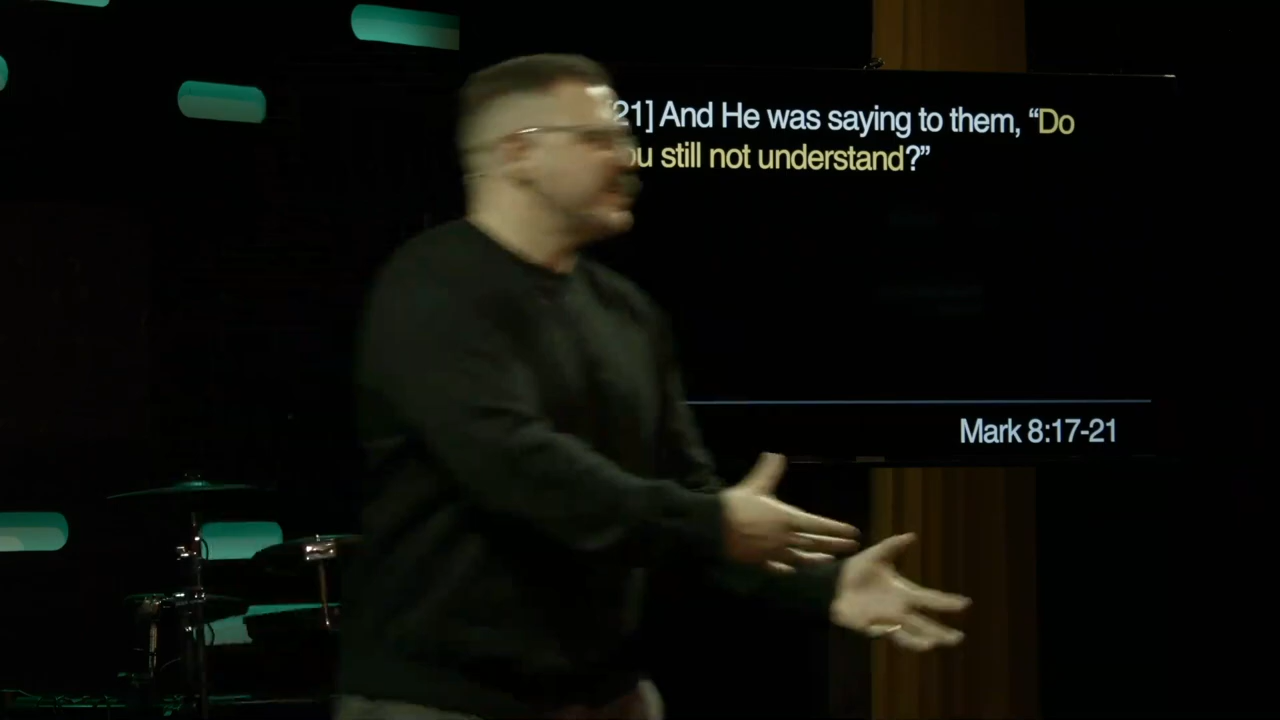 21] And He was saying to them, “Do
still not understand?”
Mark 8:17-21